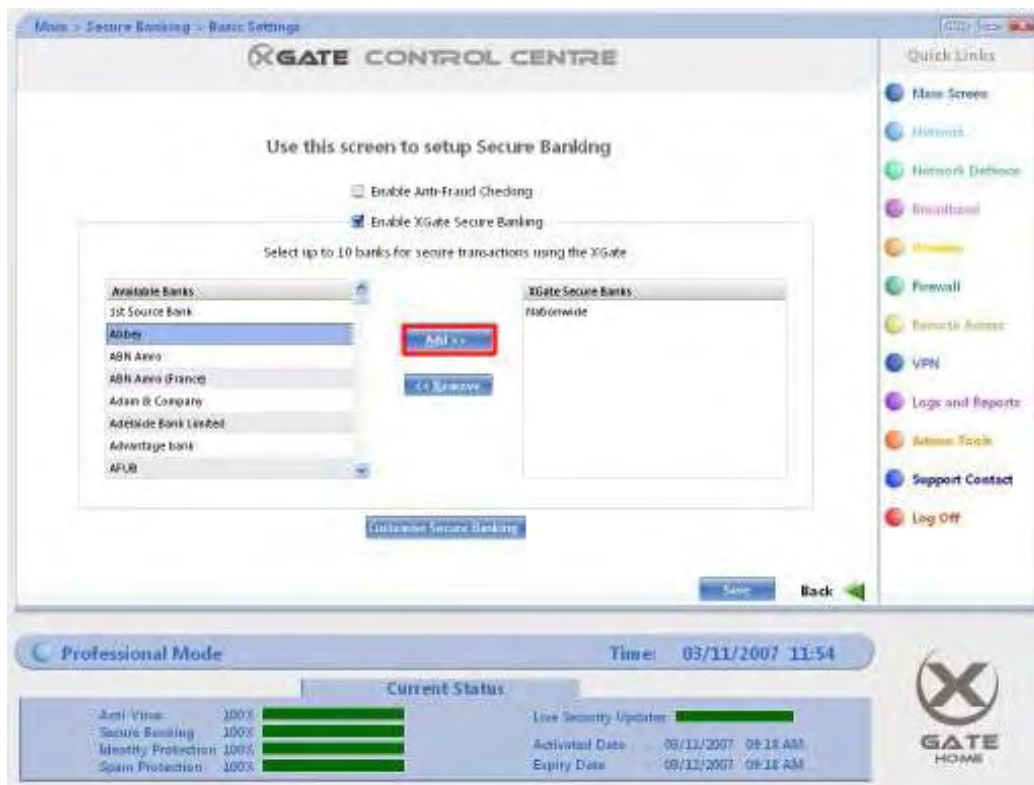 Main > Secure Banking > Basic Settings
XGATE CONTROL CENTRE
Quick Links
Main Screen
Network
Network Defence
Broadband
Firewall
Remote Access
VPN
Logs and Reports
Admin Tools
Support Contact
Log Off
Use this screen to setup Secure Banking
Enable Anti-Fraud Checking
Enable XGate Secure Banking
Select up to 10 banks for secure transactions using the XGate
Available Banks
1st Source Bank
Abbey
ABN Amro
ABN Amro (France)
Adam & Company
Adelaide Bank Limited
Advantage bank
AFUB
Add >>
<< Remove
XGate Secure Banks
Nationwide
Customise Secure Banking
Save
Back
Professional Mode
Time: 03/11/2007 11:54
Current Status
Anti Virus 100%
Secure Banking 100%
Identity Protection 100%
Spam Protection 100%
Live Security Updates
Activated Date 09:18 AM
Expiry Date 09:18 AM
X
GATE
HOME